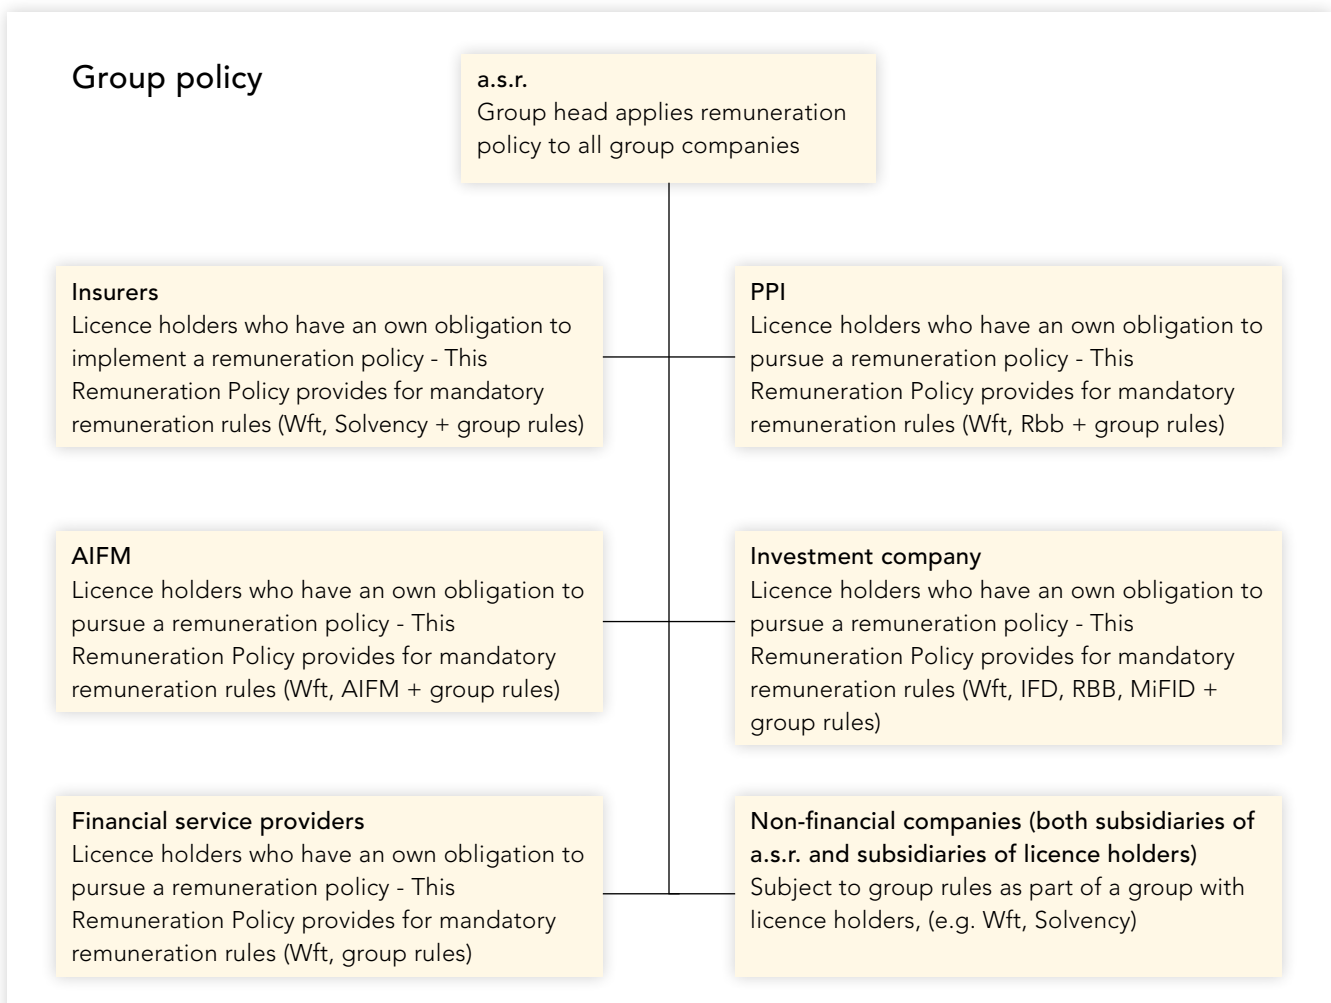 Group policy
a.s.r.
Group head applies remuneration
policy to all group companies
Insurers
Licence holders who have an own obligation to
implement a remuneration policy - This
Remuneration Policy provides for mandatory
remuneration rules (Wft, Solvency + group rules)
PPI
Licence holders who have an own obligation to
pursue a remuneration policy - This
Remuneration Policy provides for mandatory
remuneration rules (Wft, Rbb + group rules)
AIFM
Licence holders who have an own obligation to
pursue a remuneration policy - This
Remuneration Policy provides for mandatory
remuneration rules (Wft, AIFM + group rules)
Investment company
Licence holders who have an own obligation to
pursue a remuneration policy - This
Remuneration Policy provides for mandatory
remuneration rules (Wft, IFD, RBB, MiFID +
group rules)
Financial service providers
Licence holders who have an own obligation to
pursue a remuneration policy - This
Remuneration Policy provides for mandatory
remuneration rules (Wft, group rules)
Non-financial companies (both subsidiaries of
a.s.r. and subsidiaries of licence holders)
Subject to group rules as part of a group with
licence holders, (e.g. Wft, Solvency)